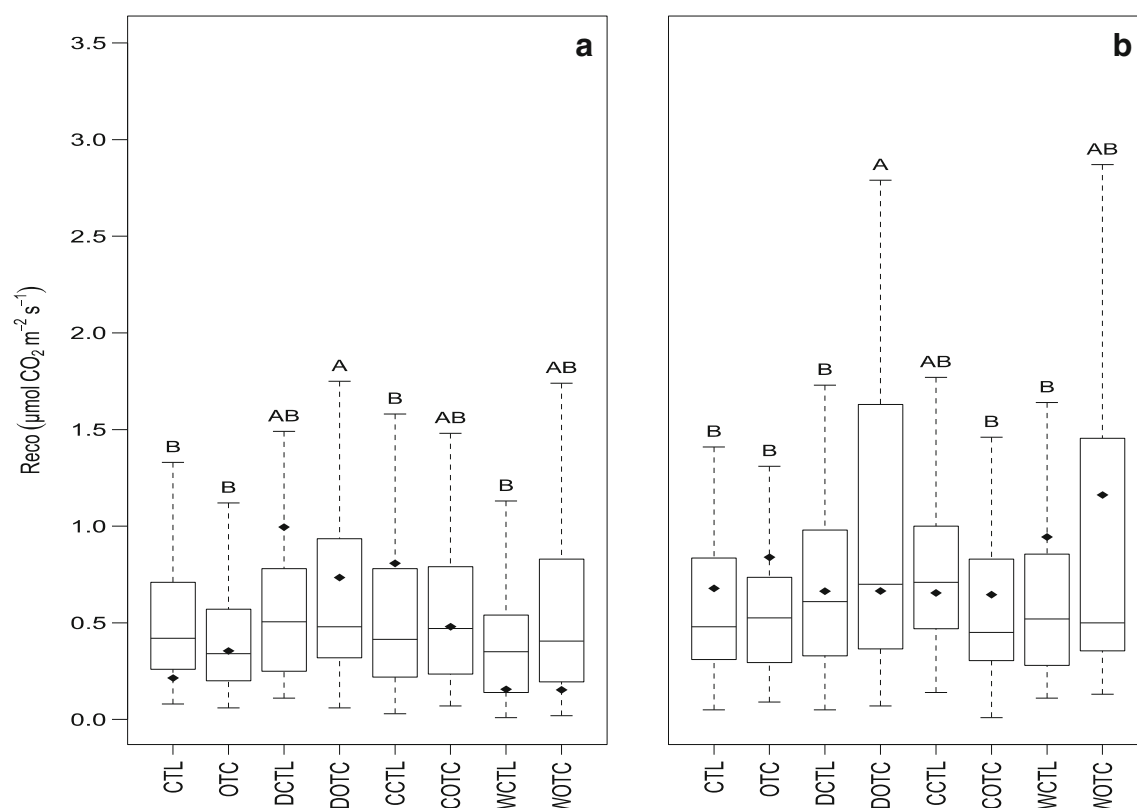 a
b
3.5
3.0
2.5
2.0
1.5
1.0
0.5
0.0
Reco (µmol CO₂ m⁻² s⁻¹)
B
B
AB
A
B
AB
B
AB
B
B
B
A
AB
B
B
AB
CTL
OTC
DCTL
DOTC
CCTL
COTC
WCTL
WOTC
CTL
OTC
DCTL
DOTC
CCTL
COTC
WCTL
WOTC